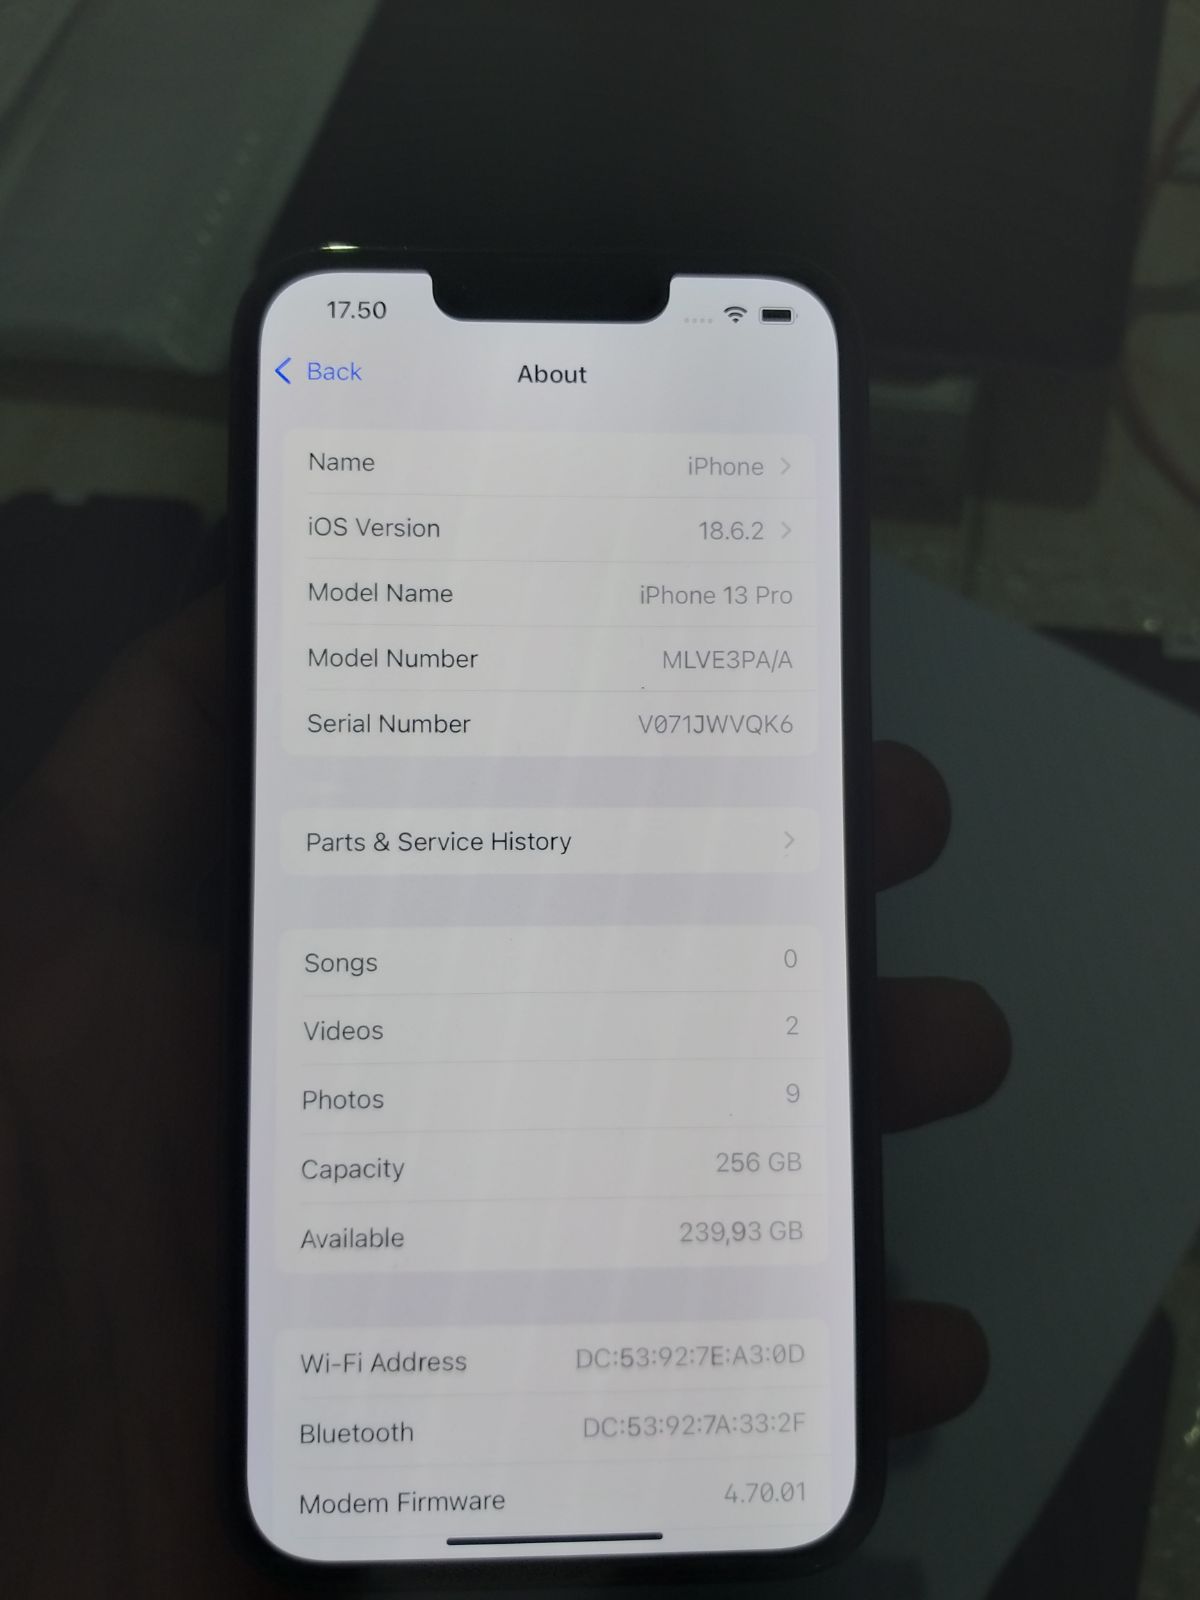 17.50
Back
About
Name iPhone
iOS Version 18.6.2
Model Name iPhone 13 Pro
Model Number MLVE3PA/A
Serial Number V071JWVQK6
Parts & Service History
Songs 0
Videos 2
Photos 9
Capacity 256 GB
Available 239,93 GB
Wi-Fi Address DC:53:92:7E:A3:0D
Bluetooth DC:53:92:7A:33:2F
Modem Firmware 4.70.01